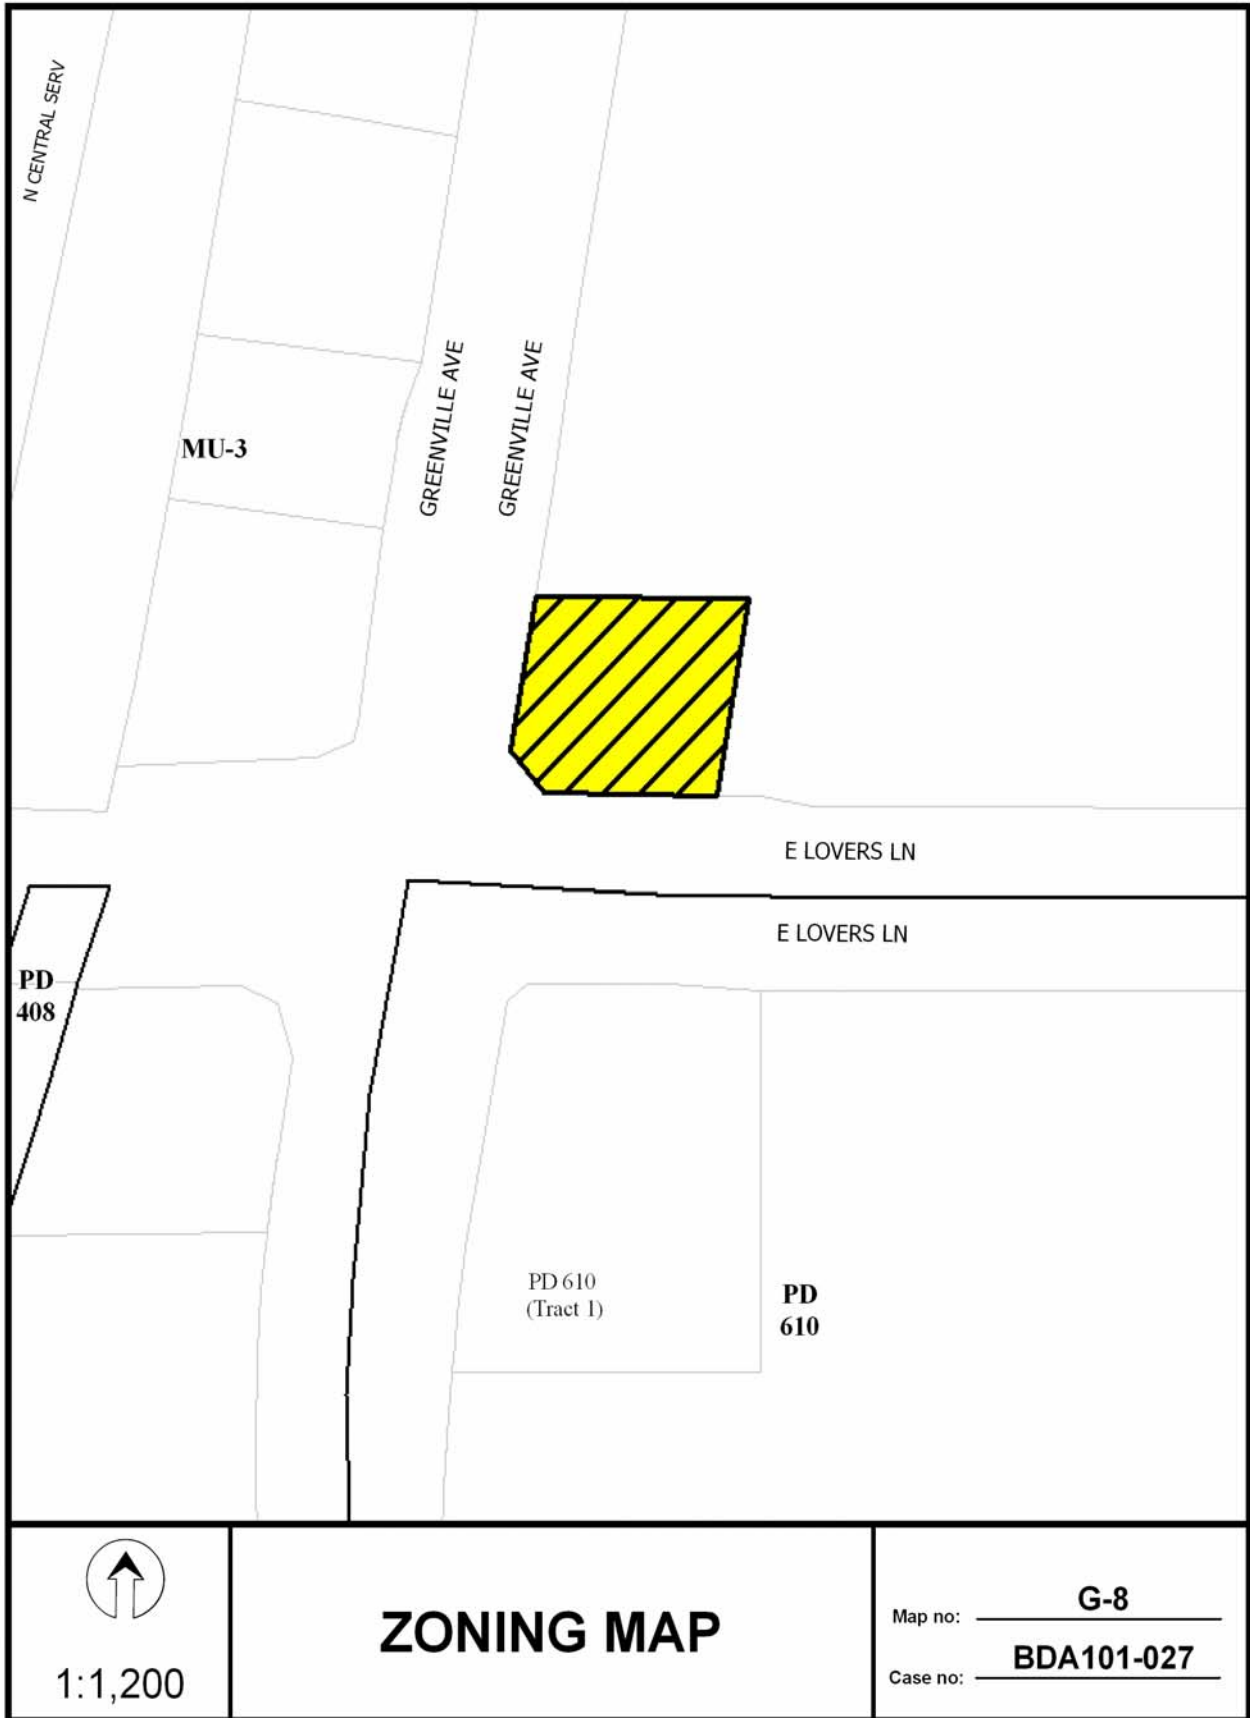 N CENTRAL SERV
GREENVILLE AVE
GREENVILLE AVE
MU-3
E LOVERS LN
E LOVERS LN
PD
408
PD 610
(Tract 1)
PD
610
1:1,200
ZONING MAP
Map no: G-8
Case no: BDA101-027